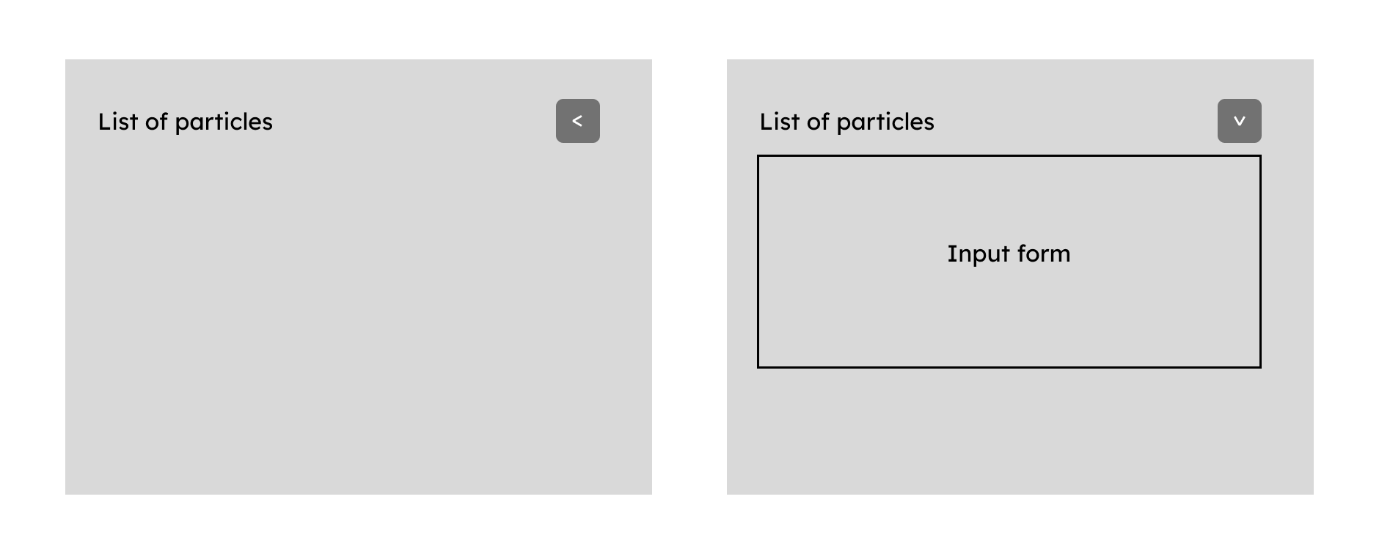 List of particles
<
List of particles
v
Input form